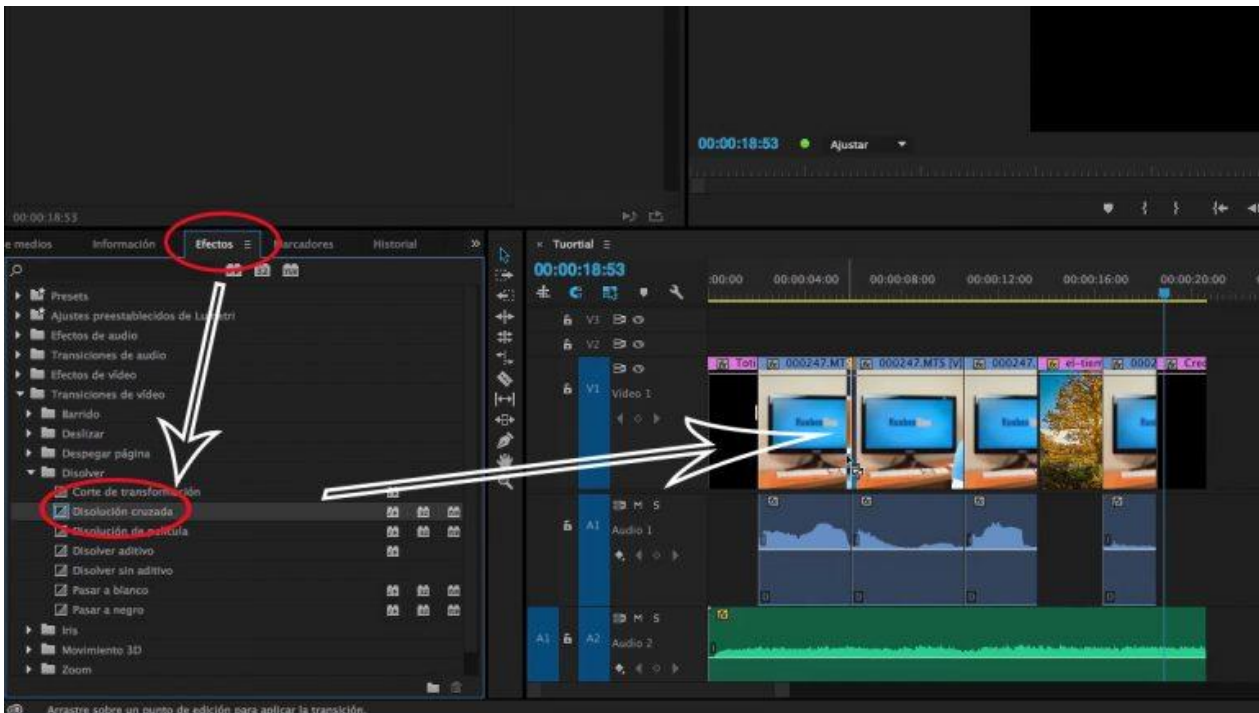 00:00:18:53 Ajustar
00:00:18:53
e medios Información Efectos Marcadores Historial
Tuortial
00:00:18:53
:00:00 00:00:04:00 00:00:08:00 00:00:12:00 00:00:16:00 00:00:20:00
Presets
Ajustes preestablecidos de Lumetri
Efectos de audio
Transiciones de audio
Efectos de vídeo
Transiciones de vídeo
Barrido
Deslizar
Despegar página
Disolver
Corte de transformación
Disolución cruzada
Disolución de película
Disolver aditivo
Disolver sin aditivo
Pasar a blanco
Pasar a negro
Iris
Movimiento 3D
Zoom
V3
V2
Toti 000247.MTS 000247.MTS [V] 000247. el-tiem 0002 Cred
V1 Vídeo 1
M S
A1 Audio 1
M S
A1 A2 Audio 2
Arrastre sobre un punto de edición para aplicar la transición.